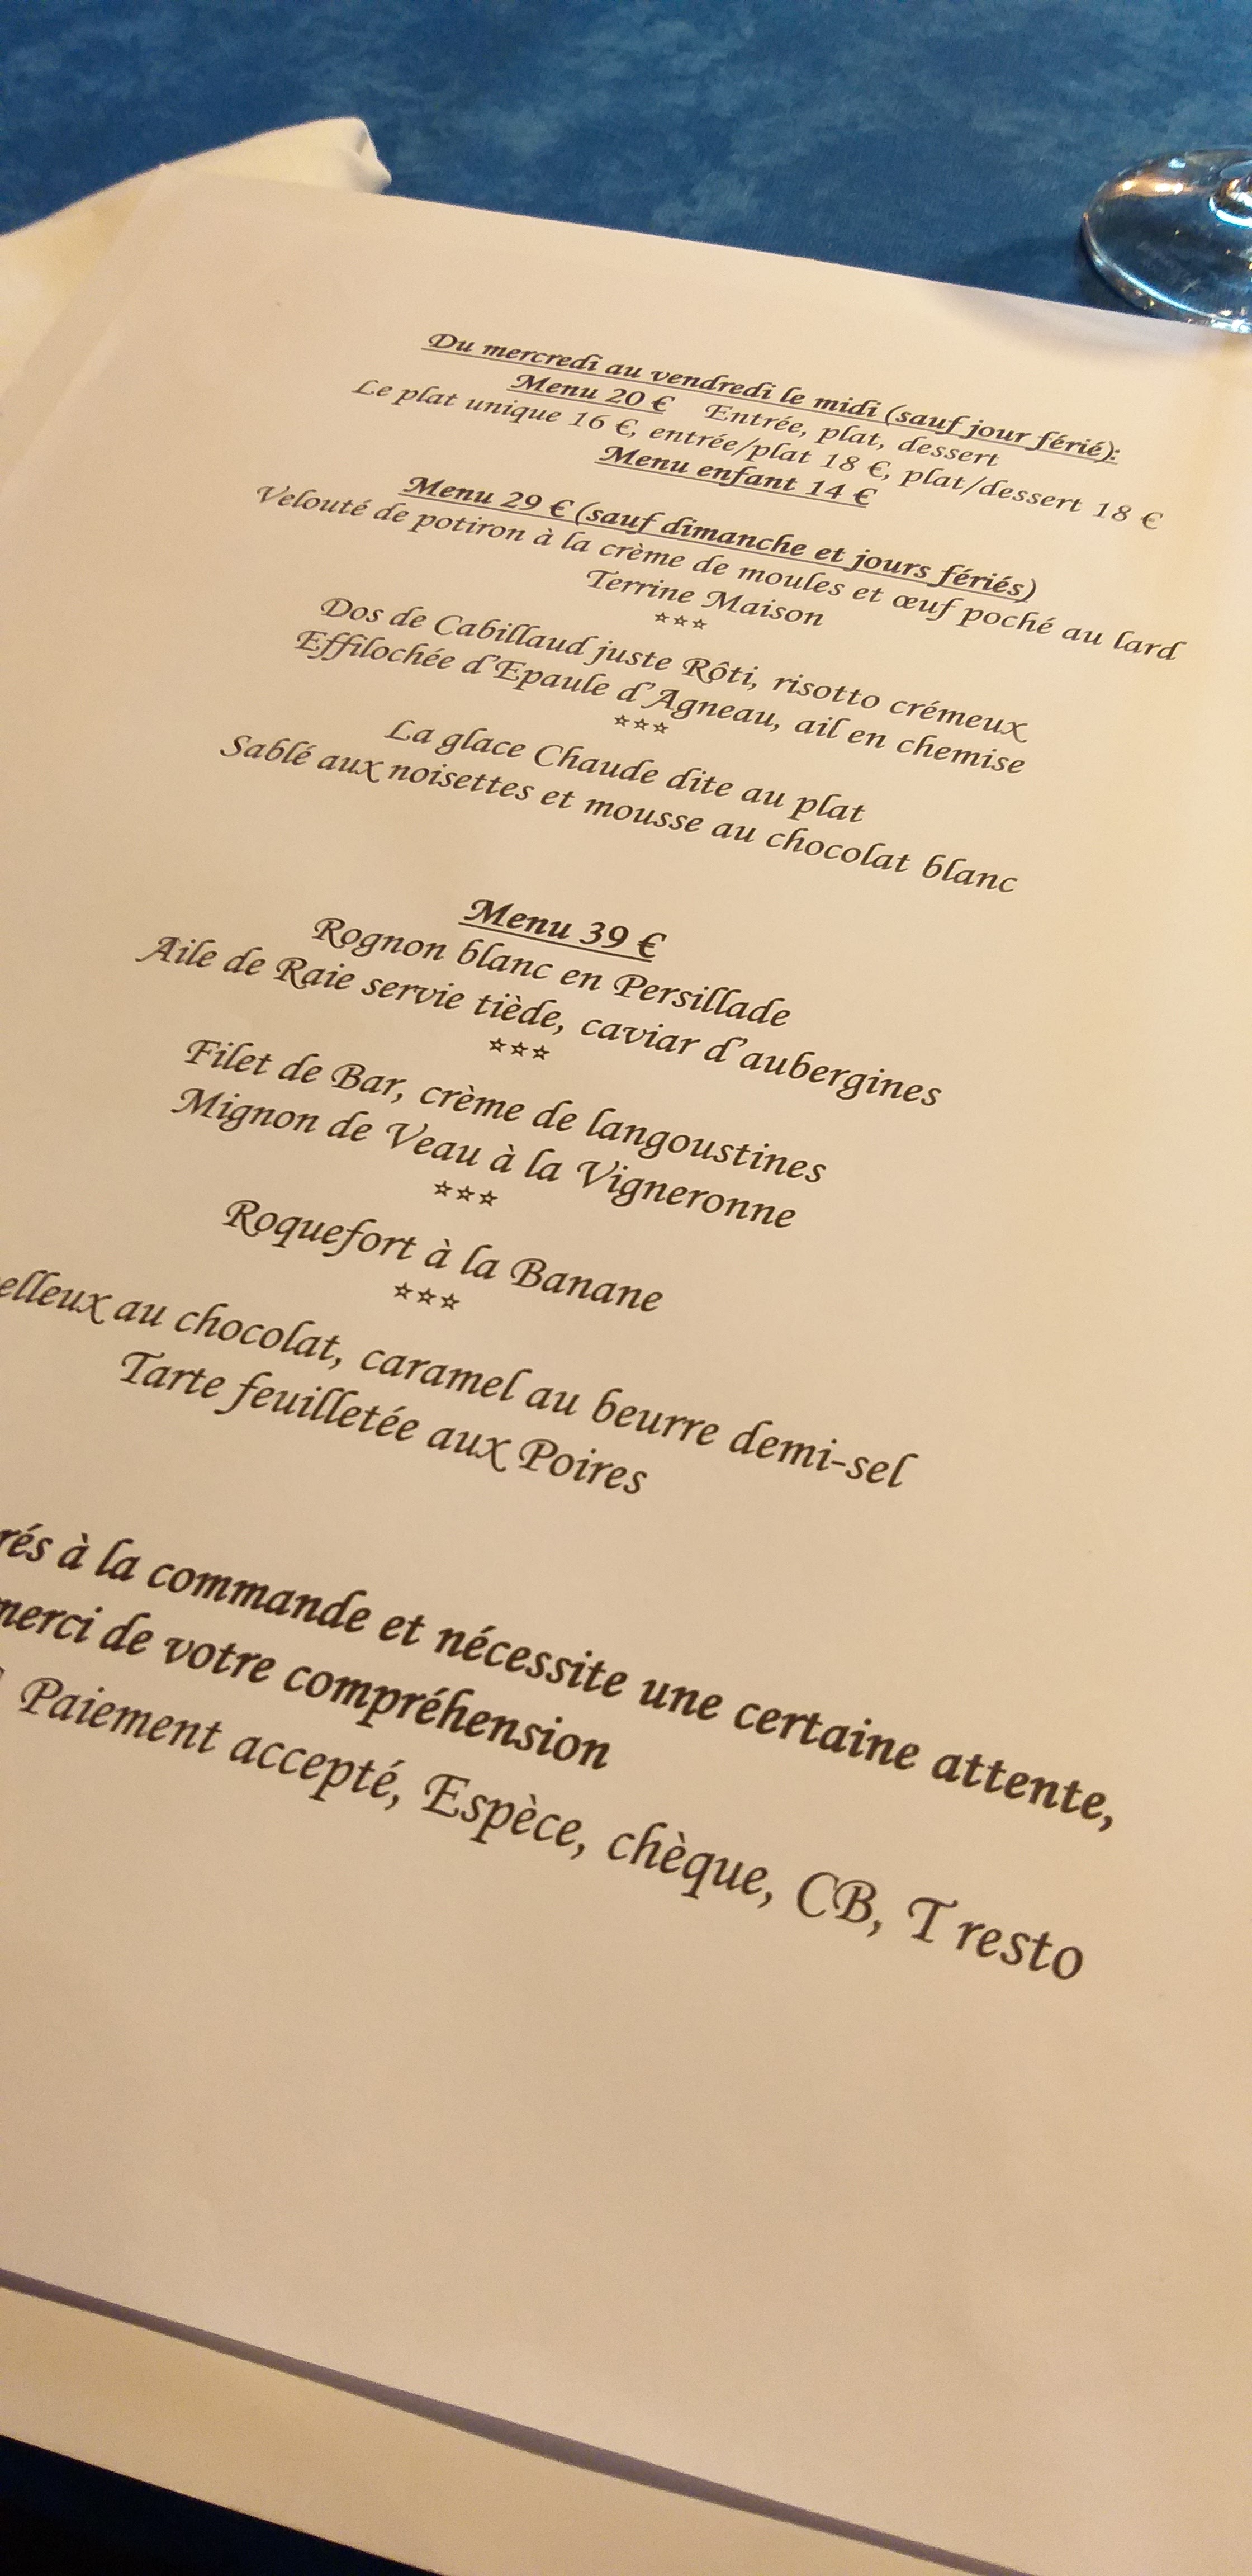 Du mercredi au vendredi le midi (sauf jour férié):
Menu 20 € Entrée, plat, dessert
Le plat unique 16 €, entrée/plat 18 €, plat/dessert 18 €
Menu enfant 14 €
Menu 29 € (sauf dimanche et jours fériés)
Velouté de potiron à la crème de moules et œuf poché au lard
Terrine Maison
***
Dos de Cabillaud juste Rôti, risotto crémeux
Effilochée d'Epaule d'Agneau, ail en chemise
***
La glace Chaude dite au plat
Sablé aux noisettes et mousse au chocolat blanc
Menu 39 €
Rognon blanc en Persillade
Aile de Raie servie tiède, caviar d'aubergines
***
Filet de Bar, crème de langoustines
Mignon de Veau à la Vigneronne
***
Roquefort à la Banane
***
elleux au chocolat, caramel au beurre demi-sel
Tarte feuilletée aux Poires
rés à la commande et nécessite une certaine attente,
merci de votre compréhension
Paiement accepté, Espèce, chèque, CB, T resto